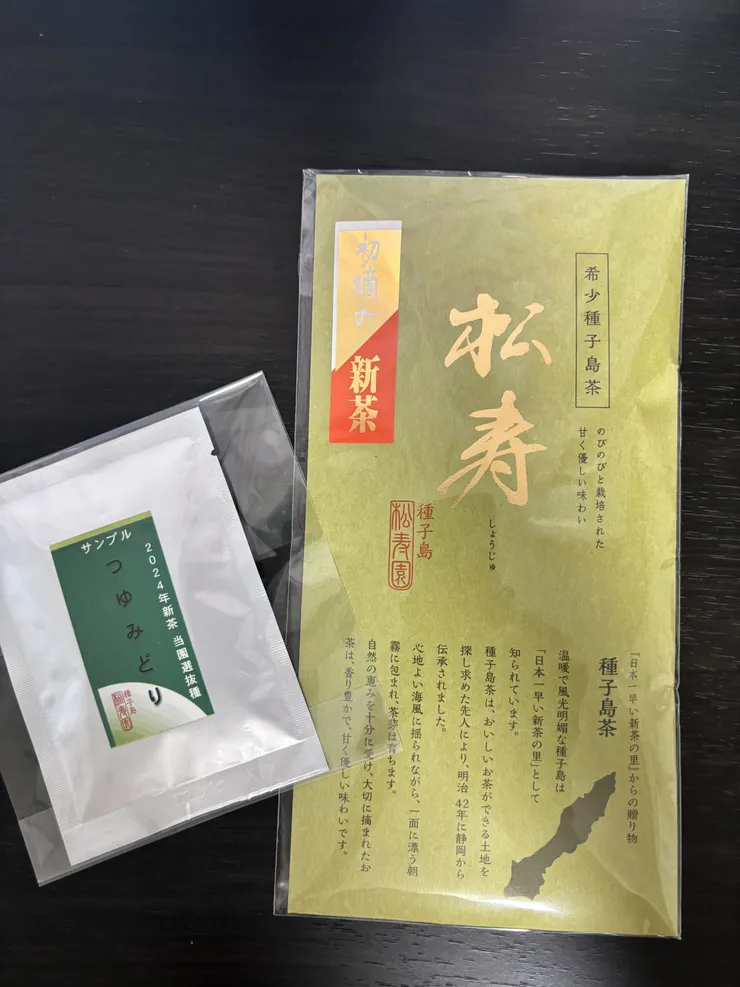 希少種子島茶
のびのびと栽培された
甘く優しい味わい
松寿
しょうじゅ
初摘み
新茶
種子島
松寿園
『日本一早い新茶の里』からの贈り物
種子島茶
温暖で風光明媚な種子島は
「日本一早い新茶の里」として
知られています。
種子島茶は、おいしいお茶ができる土地を
探し求めた先人により、明治42年に静岡から
伝承されました。
心地よい海風に揺られながら、一面に漂う朝
霧に包まれ、茶芽は育ちます。
自然の恵みを十分に受け、大切に摘まれたお
茶は、香り豊かで、甘く優しい味わいです。
サンプル
2024年新茶 当園選抜種
つゆみどり
種子島
松寿園